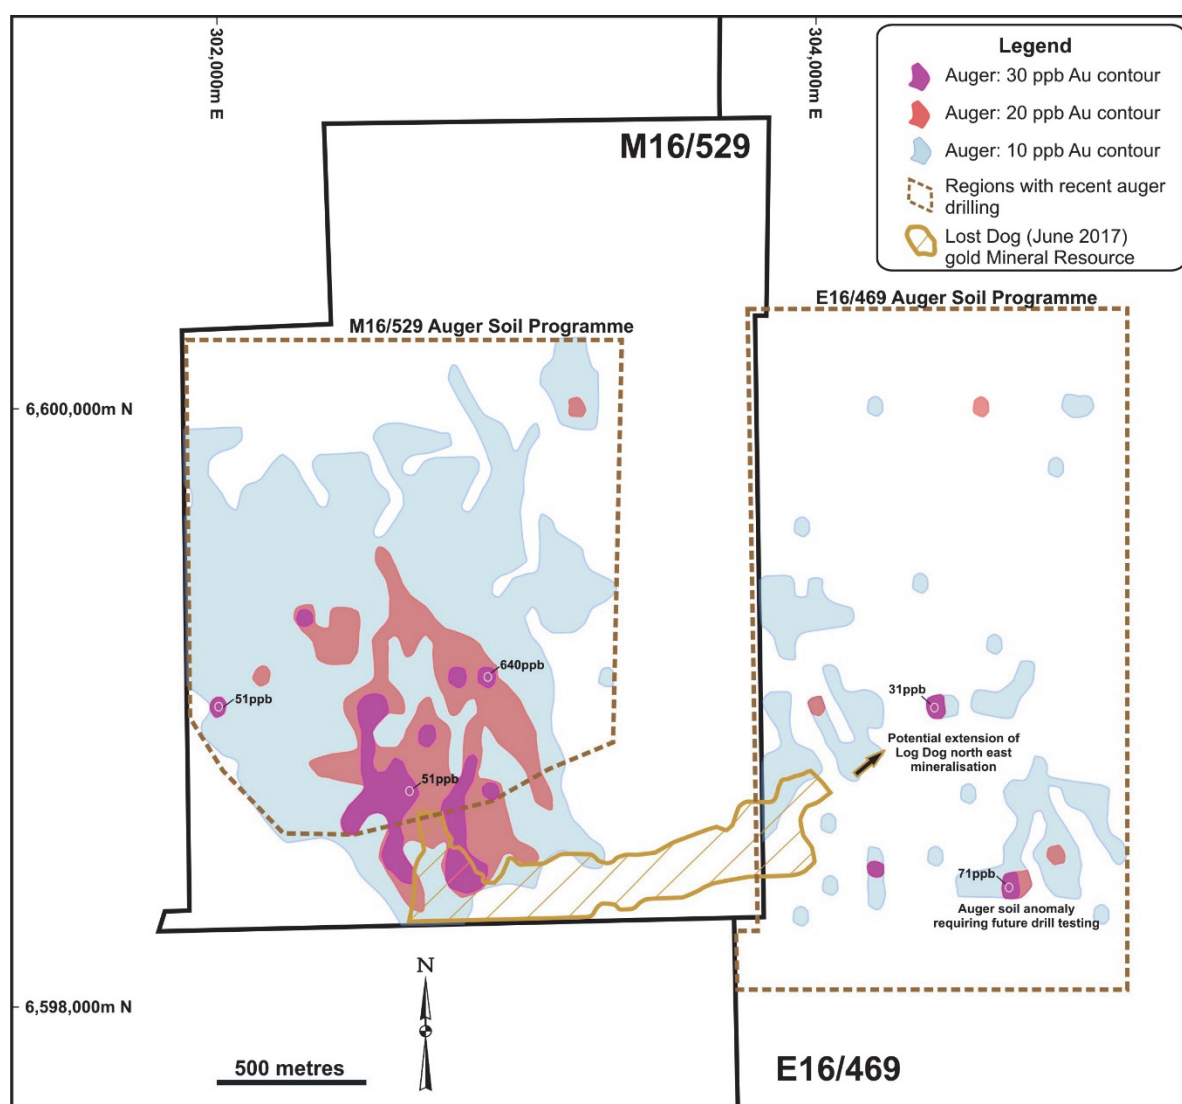 302,000m E
304,000m E
Legend
Auger: 30 ppb Au contour
Auger: 20 ppb Au contour
Auger: 10 ppb Au contour
Regions with recent auger
drilling
Lost Dog (June 2017)
gold Mineral Resource
M16/529
E16/469 Auger Soil Programme
M16/529 Auger Soil Programme
6,600,000m N
640ppb
51ppb
31ppb
Potential extension of
Log Dog north east
mineralisation
51ppb
71ppb
Auger soil anomaly
requiring future drill testing
N
6,598,000m N
500 metres
E16/469